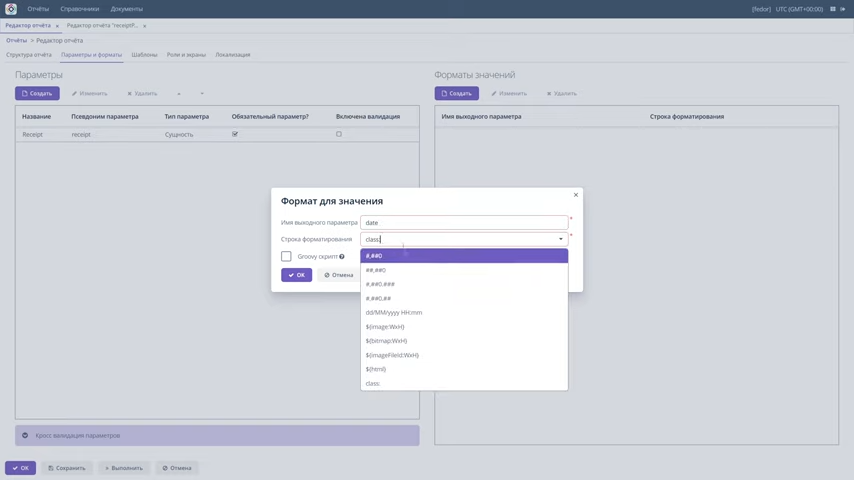 Отчёты Справочники Документы [fedor] UTC (GMT+00:00)
Редактор отчёта × Редактор отчёта "receiptP... ×
Отчёты > Редактор отчёта
Структура отчёта Параметры и форматы Шаблоны Роли и экраны Локализация
Параметры Форматы значений
Создать Изменить Удалить Создать Изменить Удалить
Название Псевдоним параметра Тип параметра Обязательный параметр? Включена валидация Имя выходного параметра Строка форматирования
Receipt receipt Сущность
Формат для значения
Имя выходного параметра date *
Строка форматирования class: *
Groovy скрипт
OK Отмена
#,##0
##,##0
#,##0.###
#,##0.##
dd/MM/yyyy HH:mm
${image:WxH}
${bitmap:WxH}
${imageFileId:WxH}
${html}
class:
Кросс валидация параметров
OK Сохранить Выполнить Отмена